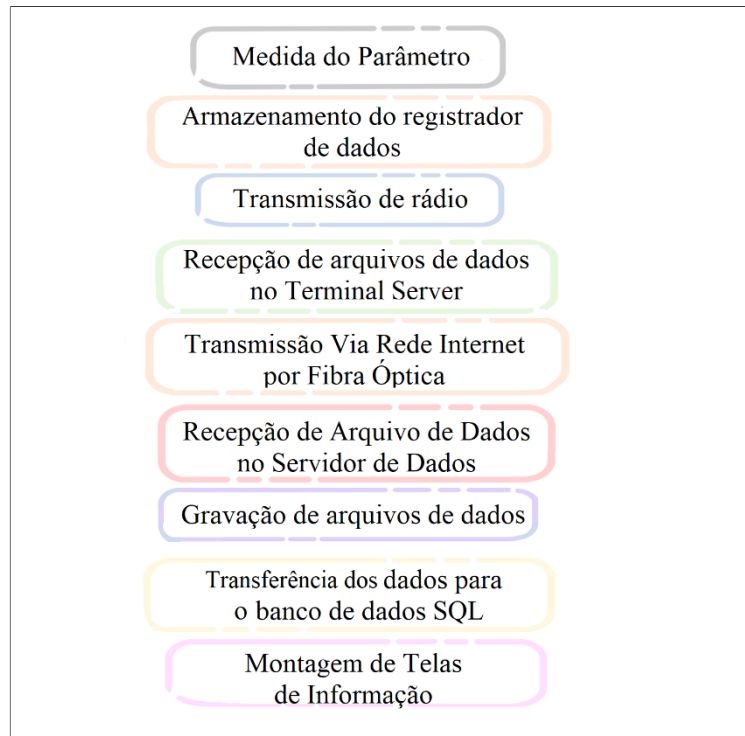 Medida do Parâmetro
Armazenamento do registrador
de dados
Transmissão de rádio
Recepção de arquivos de dados
no Terminal Server
Transmissão Via Rede Internet
por Fibra Óptica
Recepção de Arquivo de Dados
no Servidor de Dados
Gravação de arquivos de dados
Transferência dos dados para
o banco de dados SQL
Montagem de Telas
de Informação